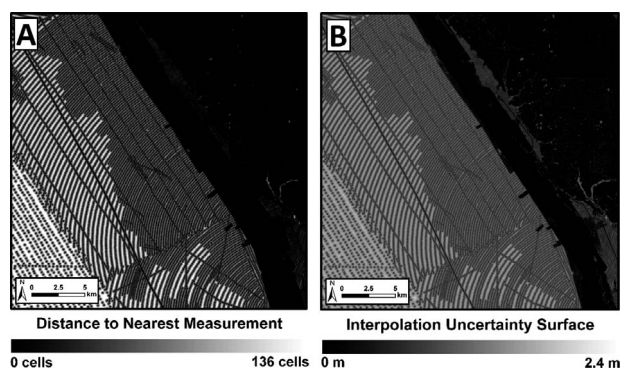 A
B
N
0 2.5 5
km
N
0 2.5 5
km
Distance to Nearest Measurement
Interpolation Uncertainty Surface
0 cells 136 cells
0 m 2.4 m